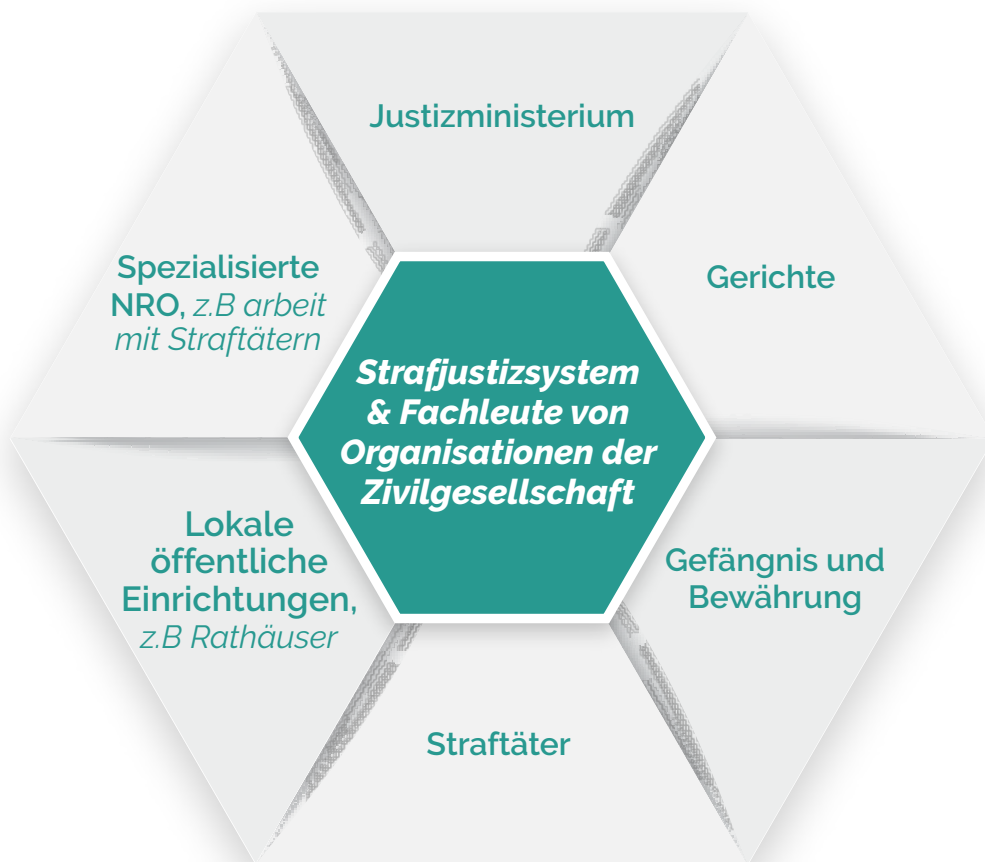 Justizministerium
Gerichte
Spezialisierte
NRO, z.B arbeit
mit Straftätern
Strafjustizsystem
& Fachleute von
Organisationen der
Zivilgesellschaft
Lokale
öffentliche
Einrichtungen,
z.B Rathäuser
Gefängnis und
Bewährung
Straftäter